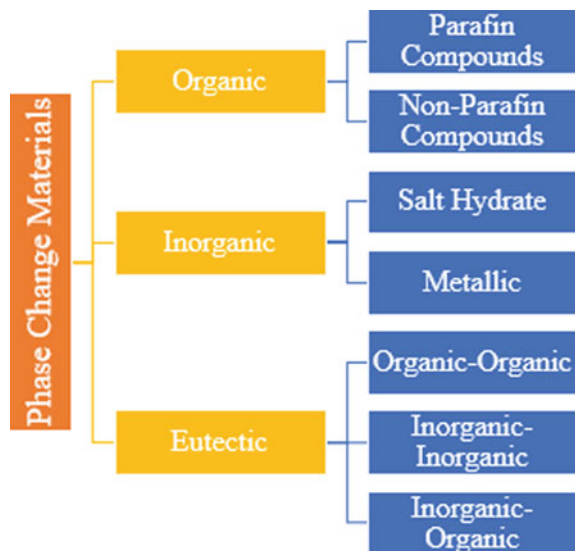 Phase Change Materials
Organic
Parafin
Compounds
Non-Parafin
Compounds
Inorganic
Salt Hydrate
Metallic
Eutectic
Organic-Organic
Inorganic-
Inorganic
Inorganic-
Organic